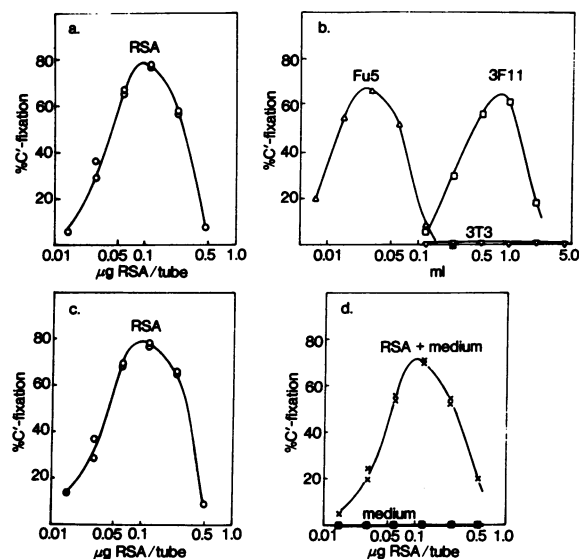 a.
RSA
%C'-fixation
80
60
40
20
0.01 0.05 0.1 0.5 1.0
µg RSA/tube
b.
Fu5
3F11
3T3
%C'-fixation
80
60
40
20
0.01 0.05 0.1 0.5 1.0 5.0
ml
c.
RSA
%C'-fixation
80
60
40
20
0.01 0.05 0.1 0.5 1.0
µg RSA/tube
d.
RSA + medium
medium
%C'-fixation
80
60
40
20
0
0.01 0.05 0.1 0.5 1.0
µg RSA/tube